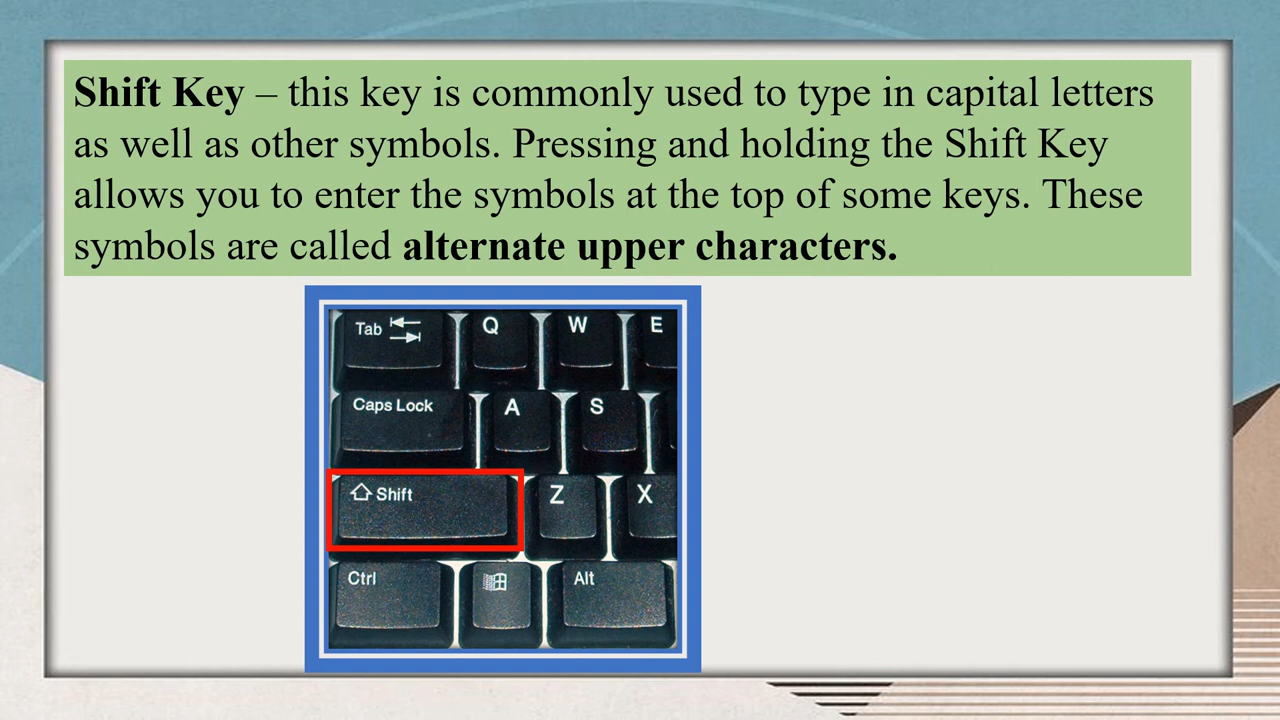 Shift Key – this key is commonly used to type in capital letters
as well as other symbols. Pressing and holding the Shift Key
allows you to enter the symbols at the top of some keys. These
symbols are called alternate upper characters.
Tab Q W E
Caps Lock A S
Shift Z X
Ctrl Alt